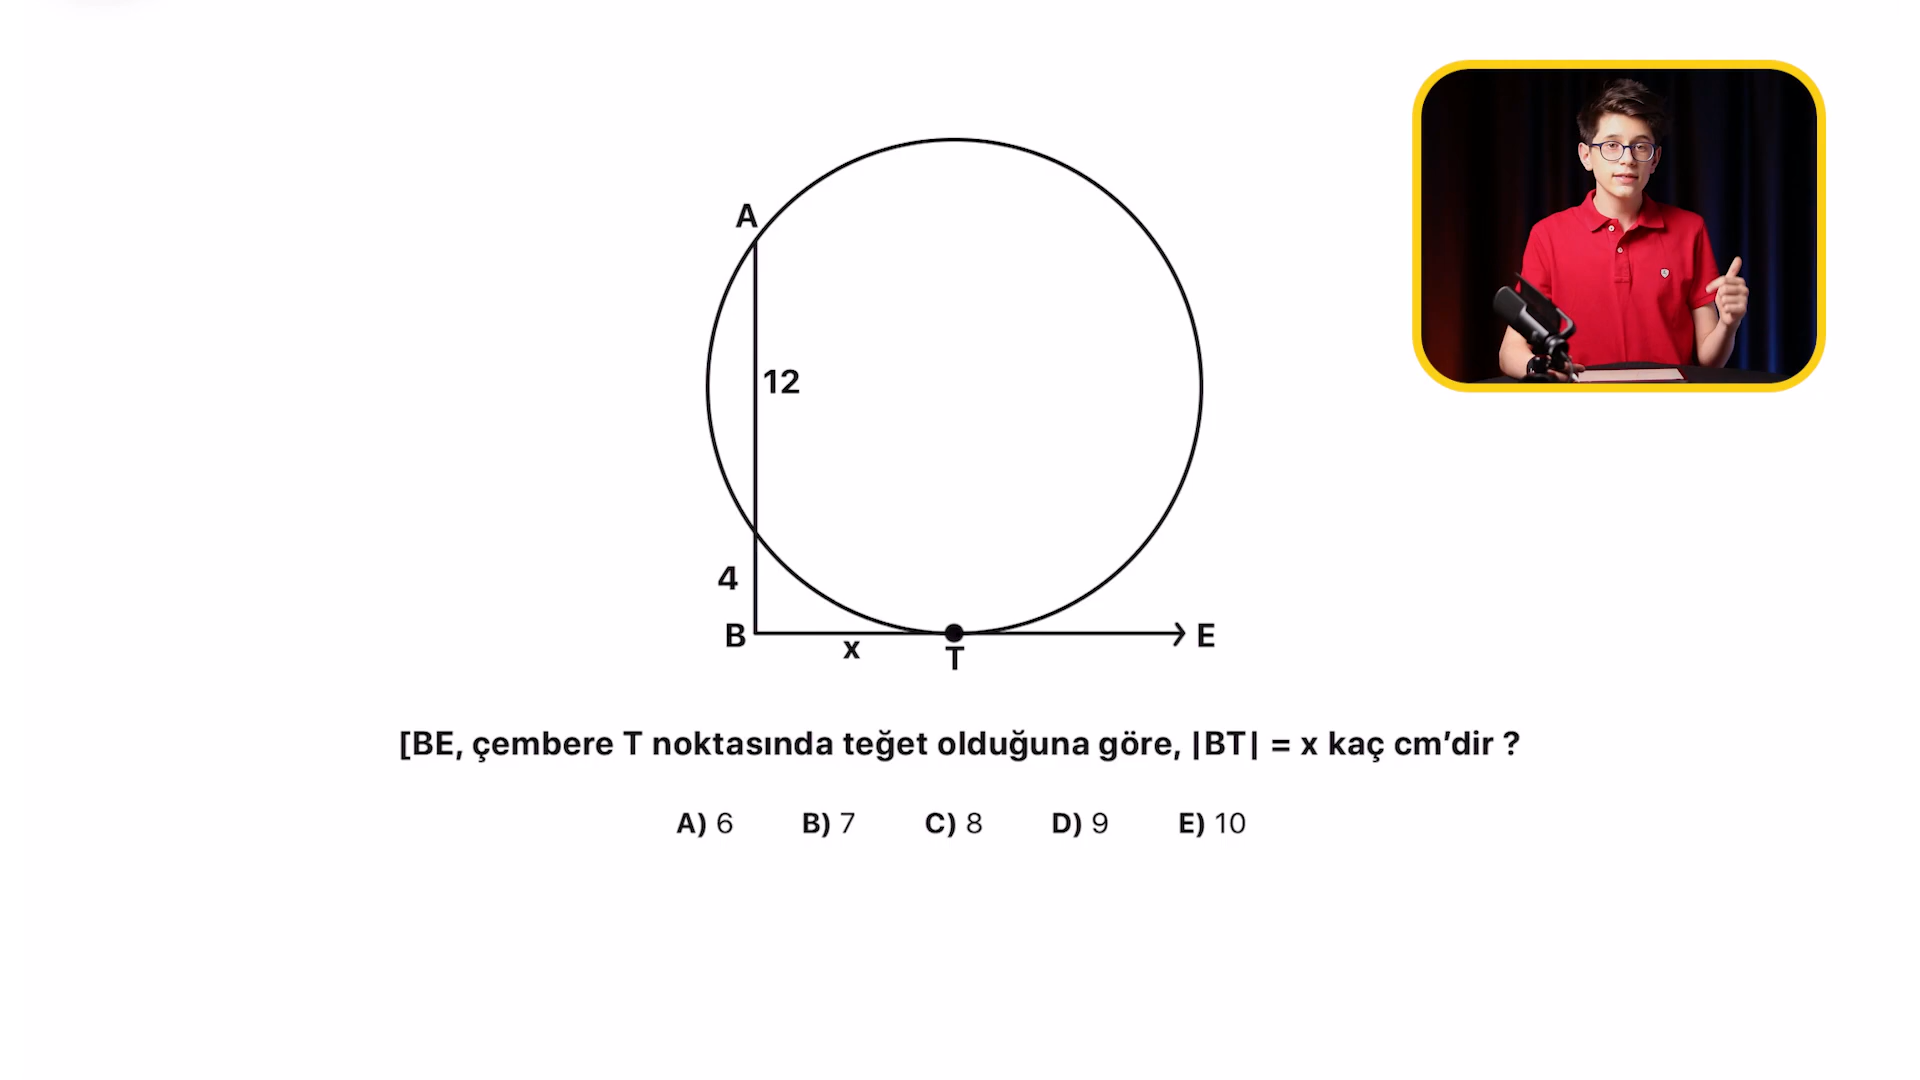 A
12
4
B
x
T
E
[BE, çembere T noktasında teğet olduğuna göre, |BT| = x kaç cm’dir ?
A) 6 B) 7 C) 8 D) 9 E) 10